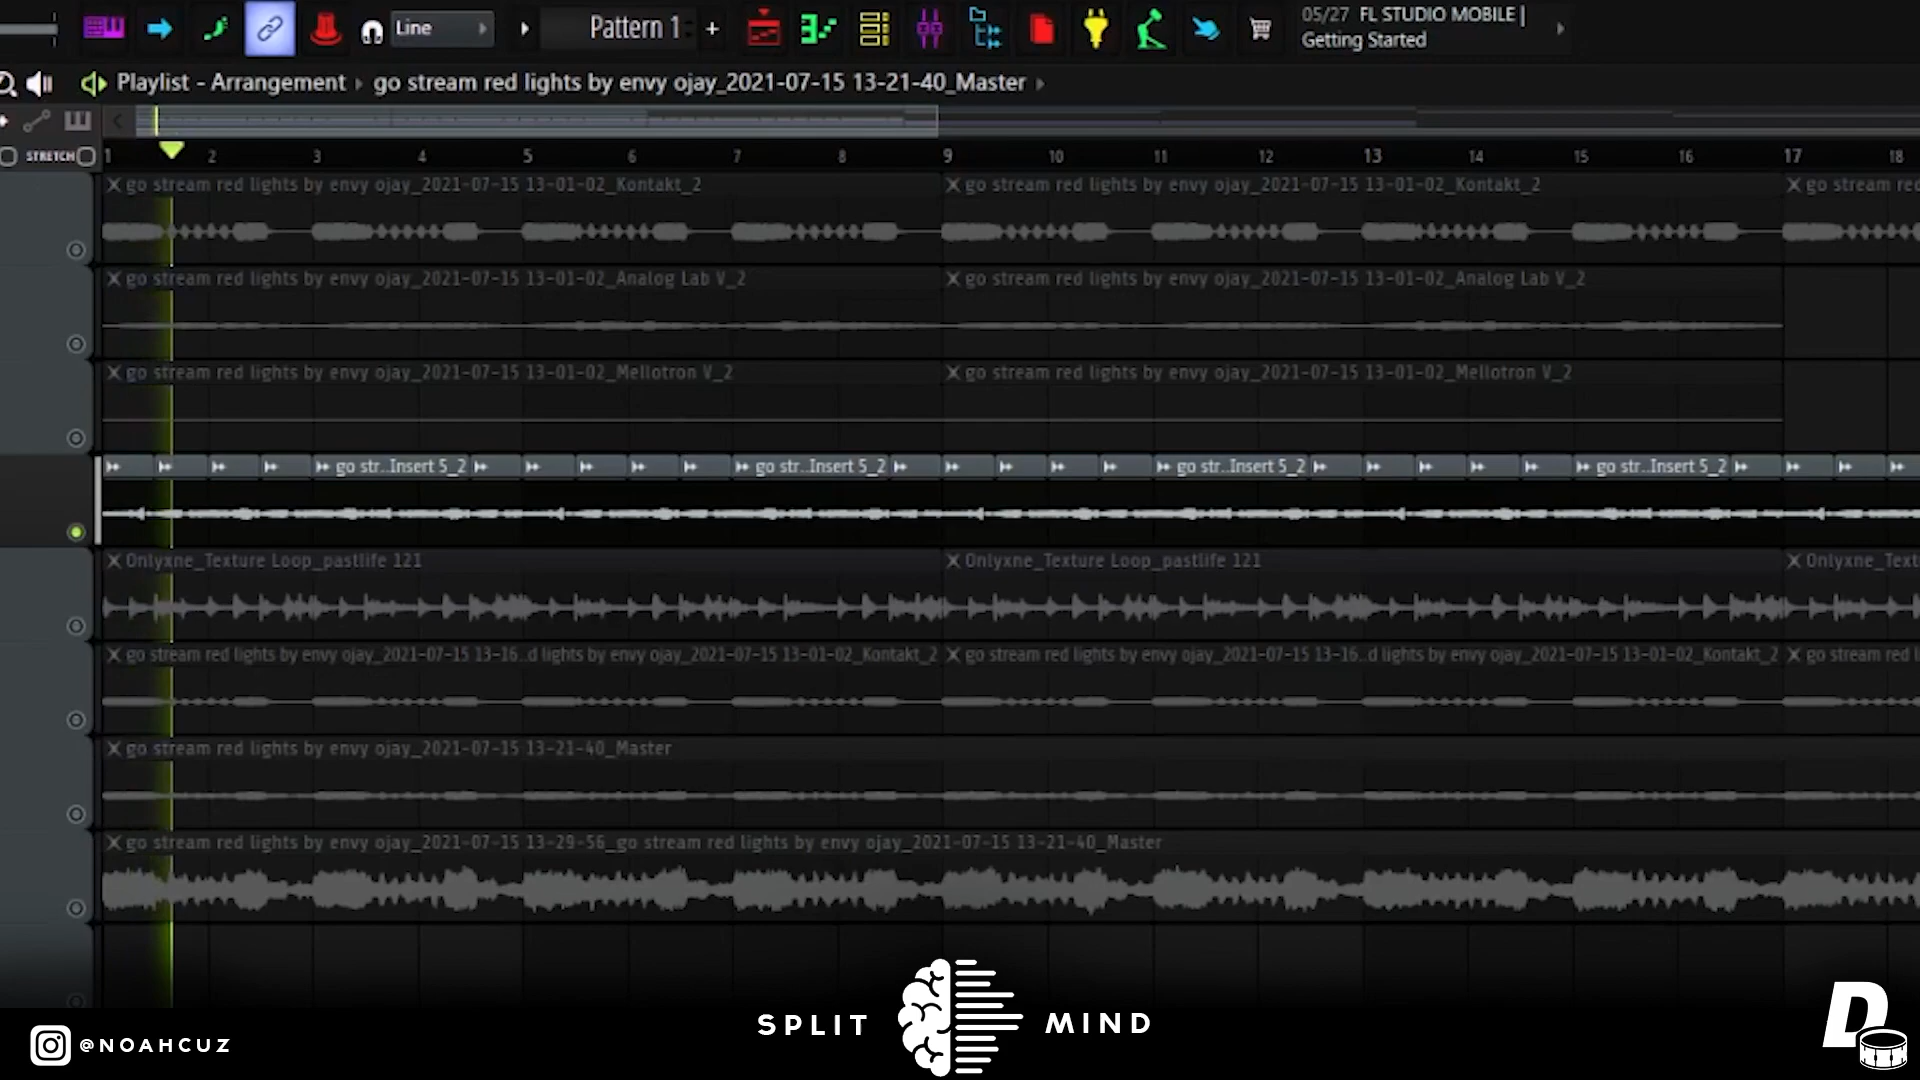 Line
Pattern 1
+
05/27 FL STUDIO MOBILE |
Getting Started
Playlist - Arrangement › go stream red lights by envy ojay_2021-07-15 13-21-40_Master
STRETCH
1 2 3 4 5 6 7 8 9 10 11 12 13 14 15 16 17 18
go stream red lights by envy ojay_2021-07-15 13-01-02_Kontakt_2
go stream red lights by envy ojay_2021-07-15 13-01-02_Kontakt_2
go stream red
go stream red lights by envy ojay_2021-07-15 13-01-02_Analog Lab V_2
go stream red lights by envy ojay_2021-07-15 13-01-02_Analog Lab V_2
go stream red lights by envy ojay_2021-07-15 13-01-02_Mellotron V_2
go stream red lights by envy ojay_2021-07-15 13-01-02_Mellotron V_2
go str..Insert 5_2
go str..Insert 5_2
go str..Insert 5_2
go str..Insert 5_2
Onlyxne_Texture Loop_pastlife 121
Onlyxne_Texture Loop_pastlife 121
Onlyxne_Text
go stream red lights by envy ojay_2021-07-15 13-16..d lights by envy ojay_2021-07-15 13-01-02_Kontakt_2
go stream red lights by envy ojay_2021-07-15 13-16..d lights by envy ojay_2021-07-15 13-01-02_Kontakt_2
go stream red l
go stream red lights by envy ojay_2021-07-15 13-21-40_Master
go stream red lights by envy ojay_2021-07-15 13-29-56_go stream red lights by envy ojay_2021-07-15 13-21-40_Master
SPLIT MIND
@NOAHCUZ
D